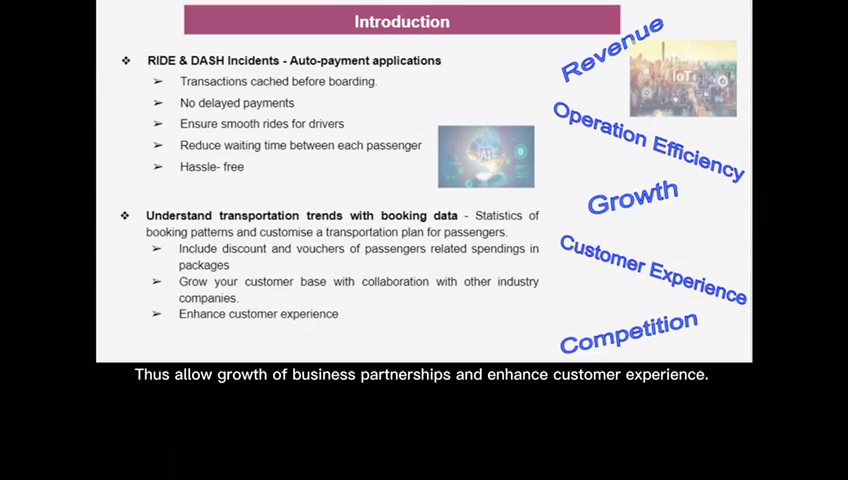 Introduction
RIDE & DASH Incidents - Auto-payment applications
Transactions cached before boarding.
No delayed payments
Ensure smooth rides for drivers
Reduce waiting time between each passenger
Hassle- free
Understand transportation trends with booking data - Statistics of
booking patterns and customise a transportation plan for passengers.
Include discount and vouchers of passengers related spendings in
packages
Grow your customer base with collaboration with other industry
companies.
Enhance customer experience
Revenue
IoT
Operation Efficiency
AI
Growth
Customer Experience
Competition
Thus allow growth of business partnerships and enhance customer experience.